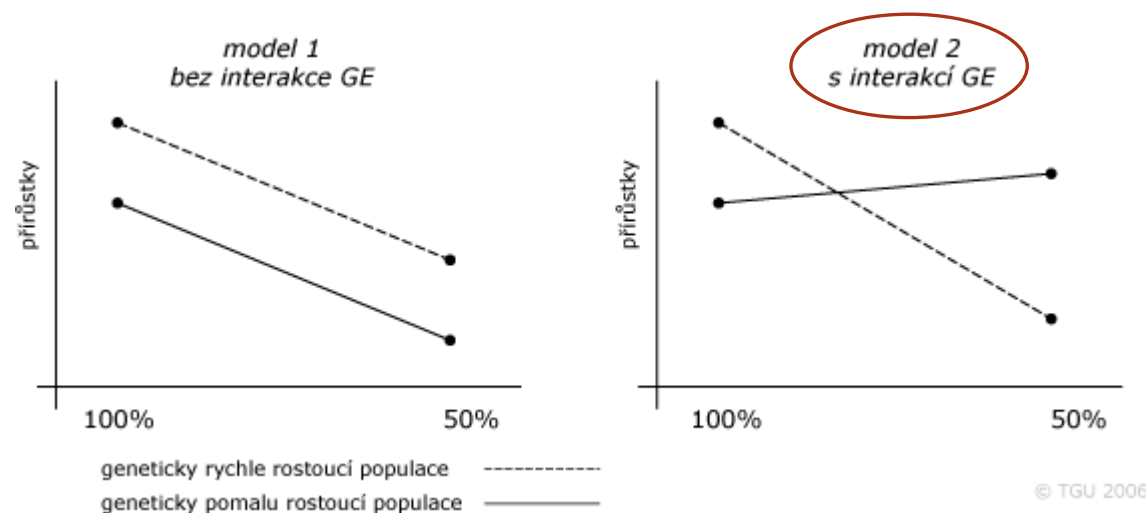 model 1
bez interakce GE
přírůstky
100%
50%
model 2
s interakcí GE
přírůstky
100%
50%
geneticky rychle rostoucí populace
geneticky pomalu rostoucí populace
© TGU 2006